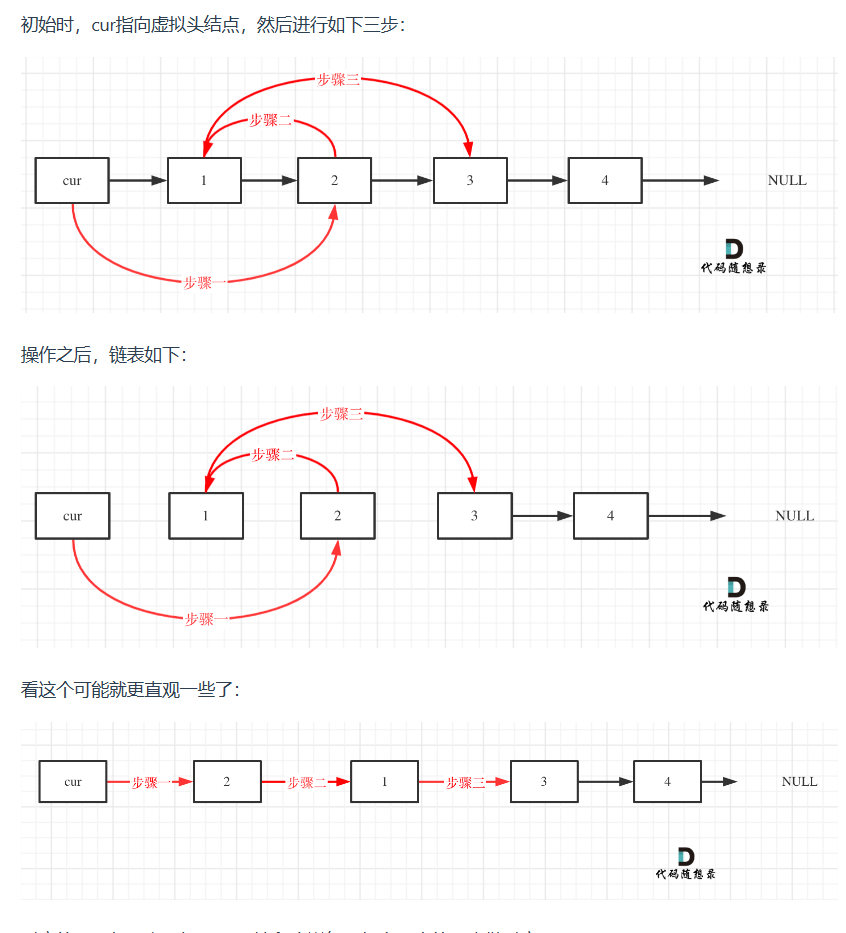 初始时，cur指向虚拟头结点，然后进行如下三步：
步骤三
步骤二
cur 1 2 3 4 NULL
步骤一
代码随想录
操作之后，链表如下：
步骤三
步骤二
cur 1 2 3 4 NULL
步骤一
代码随想录
看这个可能就更直观一些了：
cur 步骤一 2 步骤二 1 步骤三 3 4 NULL
代码随想录